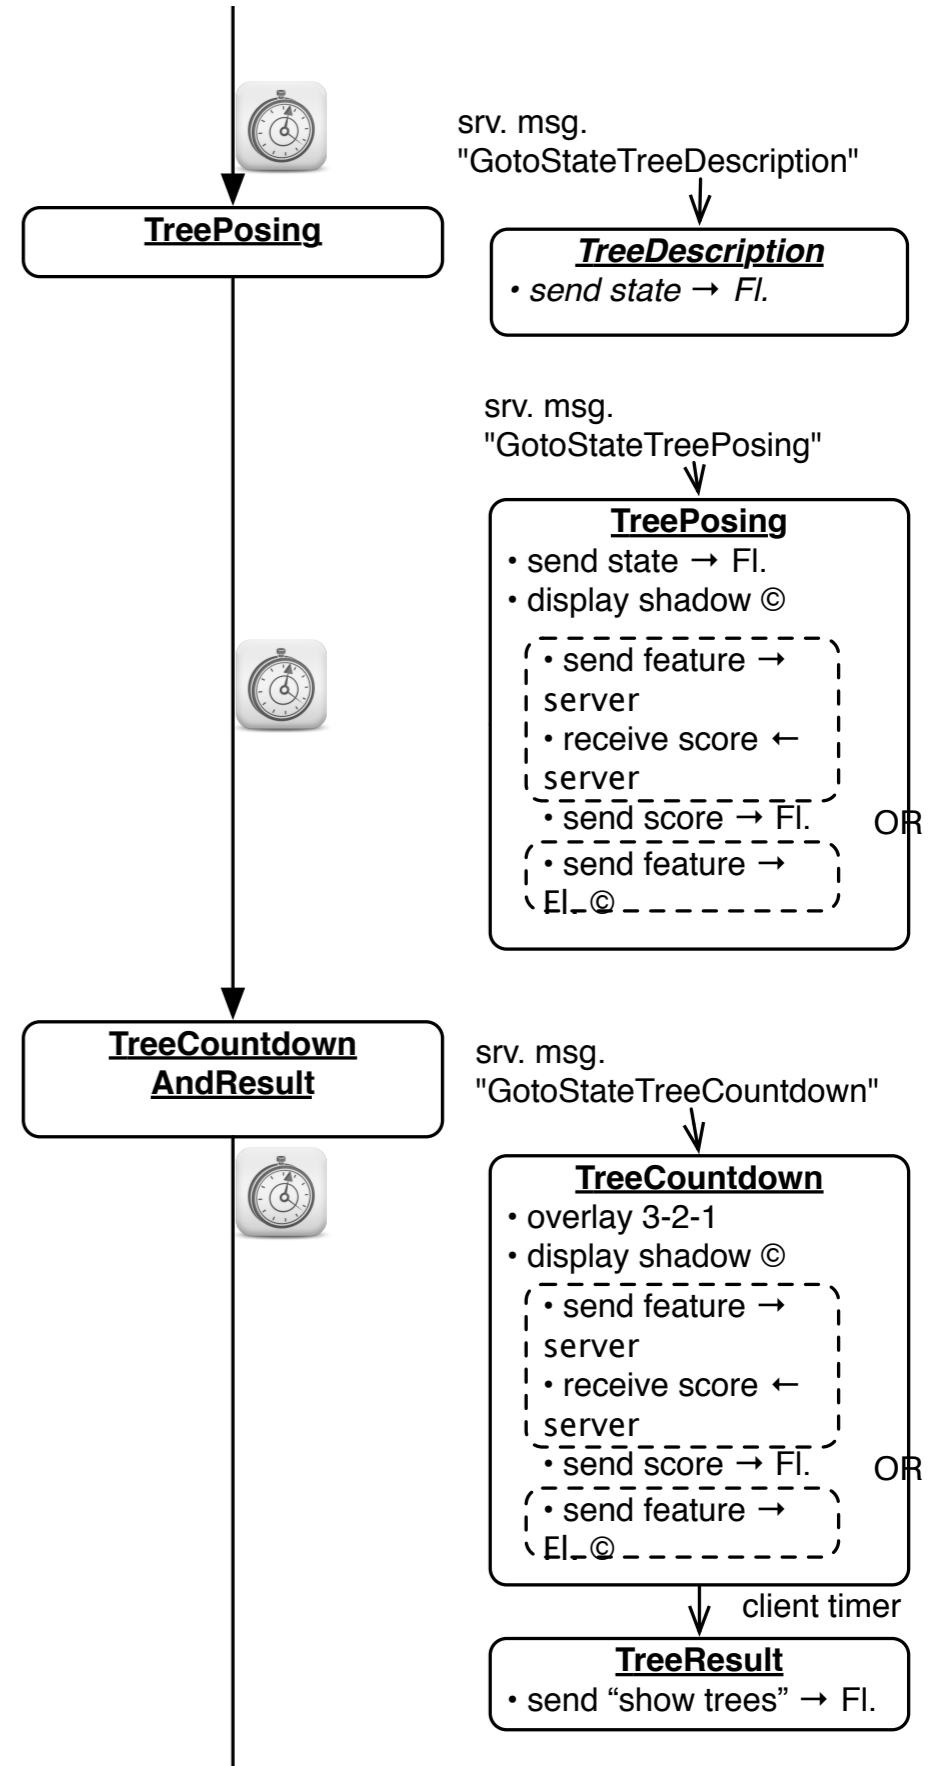 TreePosing
srv. msg.
"GotoStateTreeDescription"
TreeDescription
• send state → Fl.
srv. msg.
"GotoStateTreePosing"
TreePosing
• send state → Fl.
• display shadow ©
• send feature →
server
• receive score ←
server
• send score → Fl.
OR
• send feature →
Fl. ©
TreeCountdown
AndResult
srv. msg.
"GotoStateTreeCountdown"
TreeCountdown
• overlay 3-2-1
• display shadow ©
• send feature →
server
• receive score ←
server
• send score → Fl.
OR
• send feature →
Fl. ©
client timer
TreeResult
• send “show trees” → Fl.